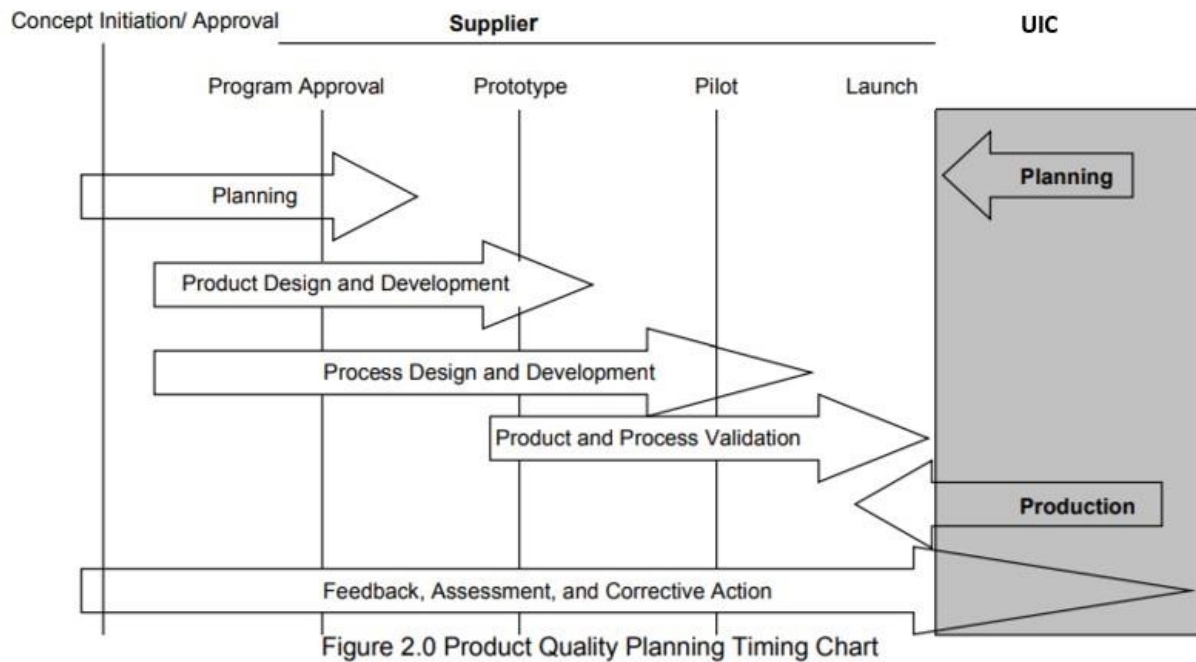 Concept Initiation/ Approval
Supplier
UIC
Program Approval
Prototype
Pilot
Launch
Planning
Planning
Product Design and Development
Process Design and Development
Product and Process Validation
Production
Feedback, Assessment, and Corrective Action
Figure 2.0 Product Quality Planning Timing Chart